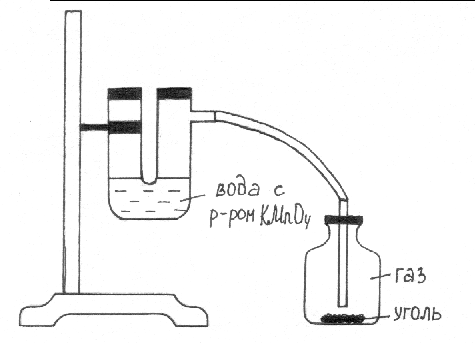 вода с
р-ром KMnO₄
газ
уголь